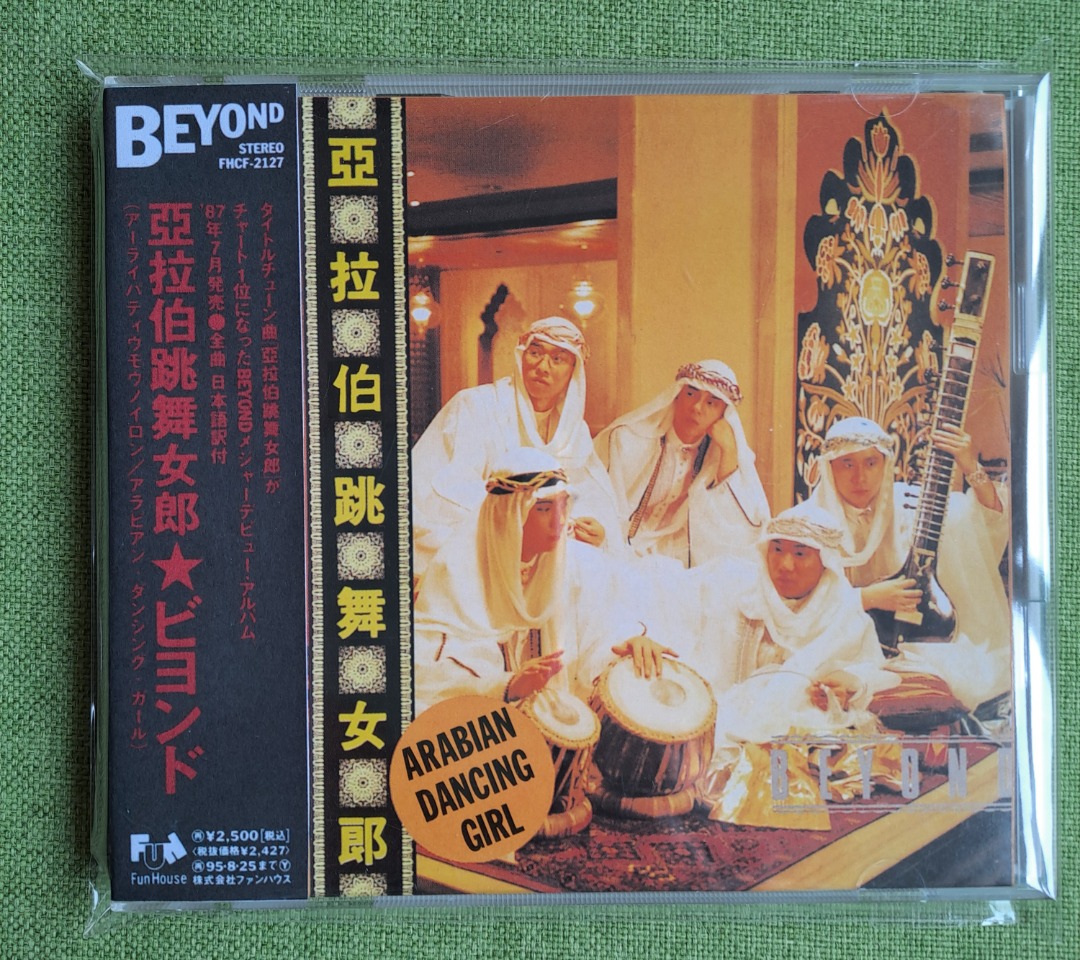 BEYOND
STEREO
FHCF-2127
タイトルチューン曲「亞拉伯跳舞女郎」が
チャート1位になったBEYONDメジャーデビュー・アルバム
'87年7月発売●全曲 日本語訳付
亞拉伯跳舞女郎★ビヨンド
(アーライパティウモウノイロン/アラビアン ダンシング ガール)
Fun
FunHouse
㋐¥2,500[税込]
〈税抜価格¥2,427〉
㋐95·8·25までⓎ
株式会社ファンハウス
亞拉伯跳舞女郎
ARABIAN
DANCING
GIRL
BEYOND